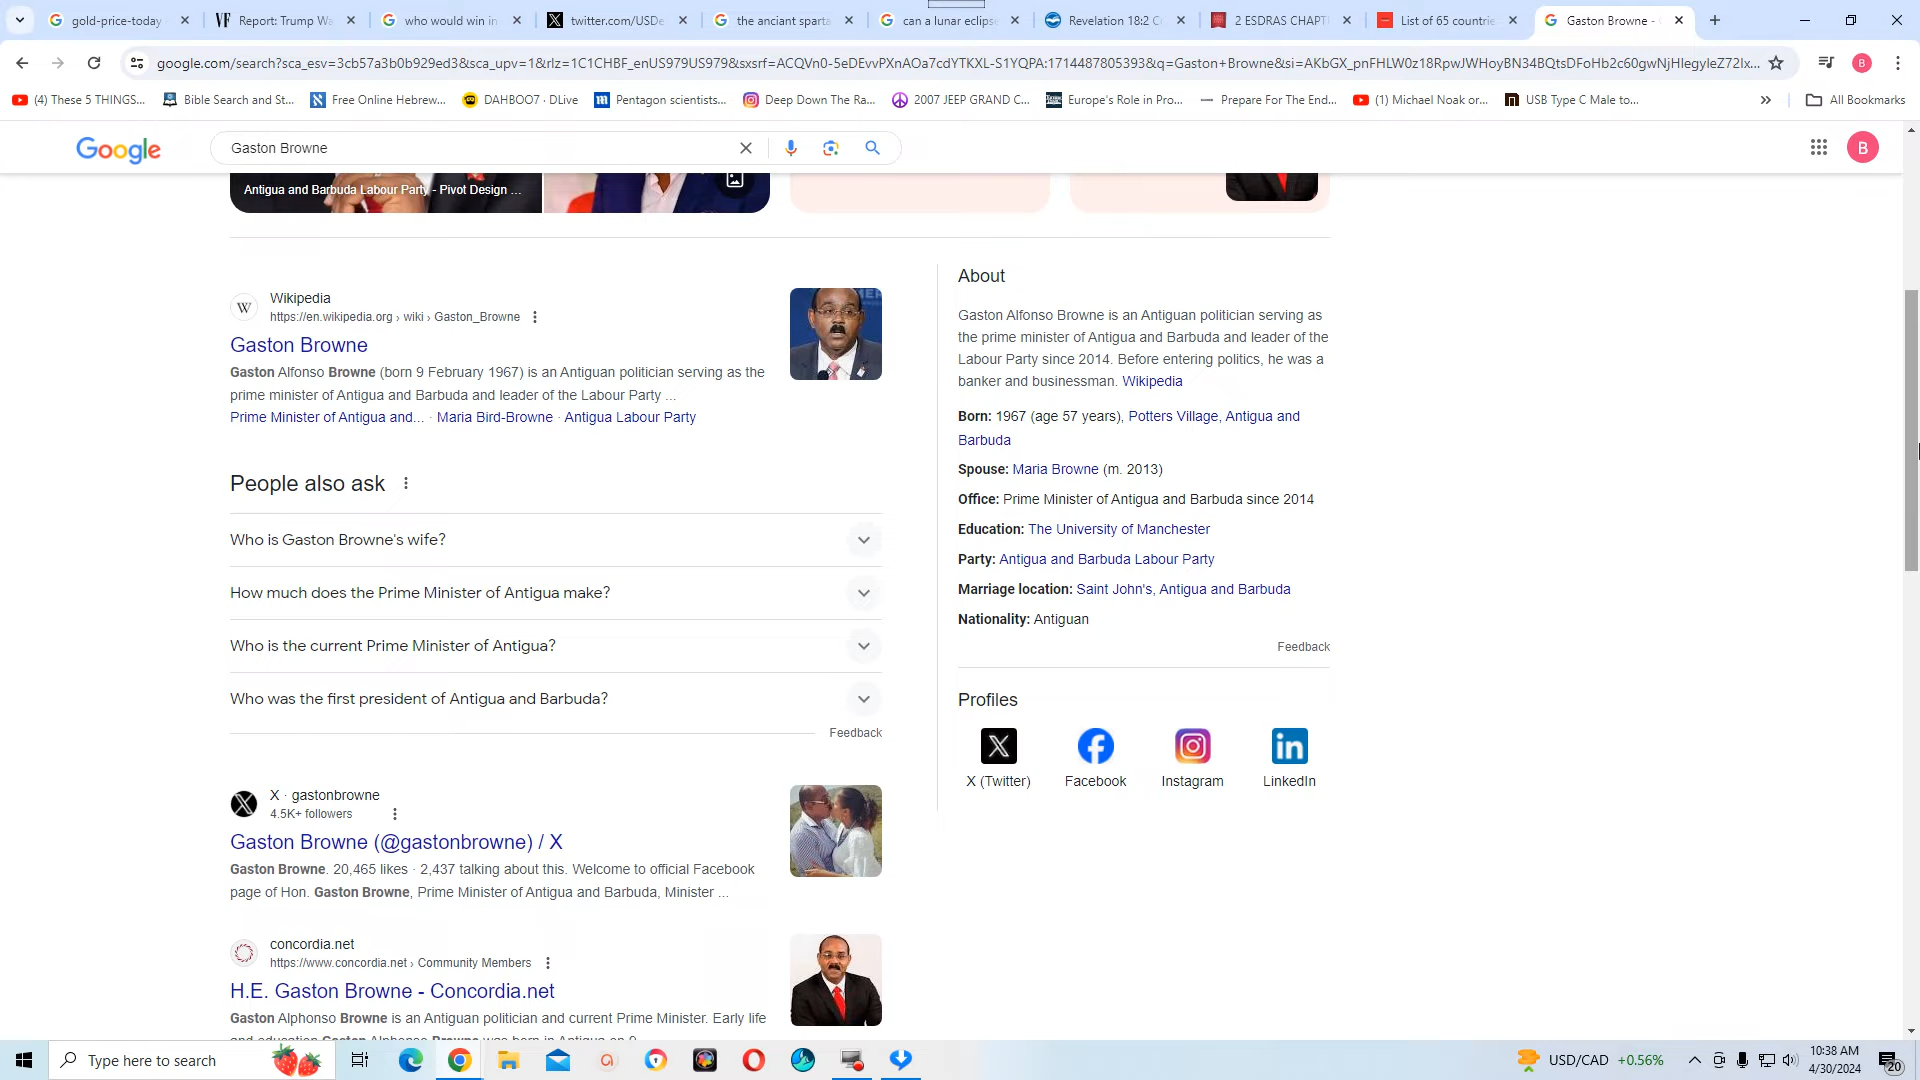 gold-price-today
Report: Trump Wa
who would win in
twitter.com/USDe
the anciant sparta
can a lunar eclips
Revelation 18:2 C
2 ESDRAS CHAPT
List of 65 countrie
Gaston Browne -
google.com/search?sca_esv=3cb57a3b0b929ed3&sca_upv=1&rlz=1C1CHBF_enUS979US979&sxsrf=ACQVn0-5eDEvvPXnAOa7cdYTKXL-S1YQPA:1714487805393&q=Gaston+Browne&si=AKbGX_pnFHLW0z18RpwJWHoyBN34BQtsDFoHb2c60gwNjHlegyleZ72lx...
(4) These 5 THINGS...
Bible Search and St...
Free Online Hebrew...
DAHBOO7 · DLive
Pentagon scientists...
Deep Down The Ra...
2007 JEEP GRAND C...
Europe's Role in Pro...
Prepare For The End...
(1) Michael Noak or...
USB Type C Male to...
All Bookmarks
Google
Gaston Browne
B
Antigua and Barbuda Labour Party - Pivot Design ...
Wikipedia
https://en.wikipedia.org › wiki › Gaston_Browne
Gaston Browne
Gaston Alfonso Browne (born 9 February 1967) is an Antiguan politician serving as the
prime minister of Antigua and Barbuda and leader of the Labour Party ...
Prime Minister of Antigua and... · Maria Bird-Browne · Antigua Labour Party
People also ask
Who is Gaston Browne's wife?
How much does the Prime Minister of Antigua make?
Who is the current Prime Minister of Antigua?
Who was the first president of Antigua and Barbuda?
Feedback
X · gastonbrowne
4.5K+ followers
Gaston Browne (@gastonbrowne) / X
Gaston Browne. 20,465 likes · 2,437 talking about this. Welcome to official Facebook
page of Hon. Gaston Browne, Prime Minister of Antigua and Barbuda, Minister ...
concordia.net
https://www.concordia.net › Community Members
H.E. Gaston Browne - Concordia.net
Gaston Alphonso Browne is an Antiguan politician and current Prime Minister. Early life
and education Gaston Alphonso Browne was born in Antigua on 9
About
Gaston Alfonso Browne is an Antiguan politician serving as
the prime minister of Antigua and Barbuda and leader of the
Labour Party since 2014. Before entering politics, he was a
banker and businessman. Wikipedia
Born: 1967 (age 57 years), Potters Village, Antigua and
Barbuda
Spouse: Maria Browne (m. 2013)
Office: Prime Minister of Antigua and Barbuda since 2014
Education: The University of Manchester
Party: Antigua and Barbuda Labour Party
Marriage location: Saint John's, Antigua and Barbuda
Nationality: Antiguan
Feedback
Profiles
X (Twitter)
Facebook
Instagram
LinkedIn
Type here to search
USD/CAD +0.56%
10:38 AM
4/30/2024
20